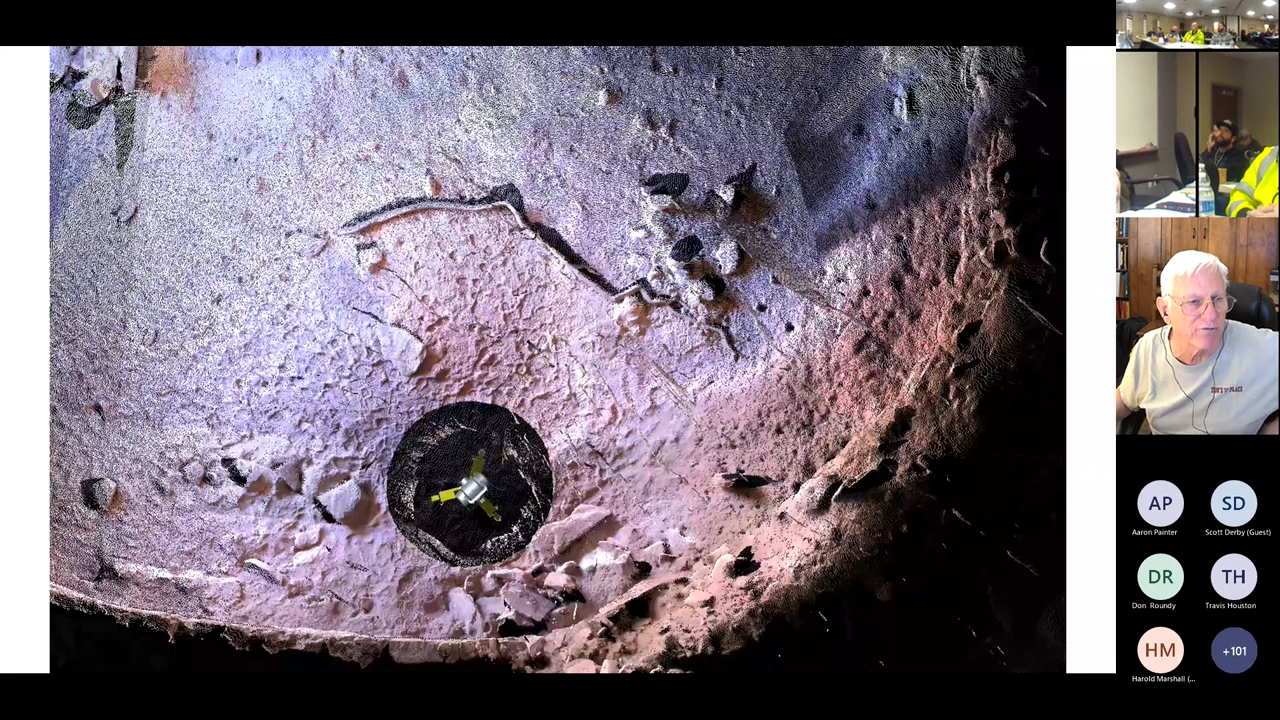 AP
SD
Aaron Painter
Scott Derby (Guest)
DR
TH
Don Roundy
Travis Houston
HM
+101
Harold Marshall (...